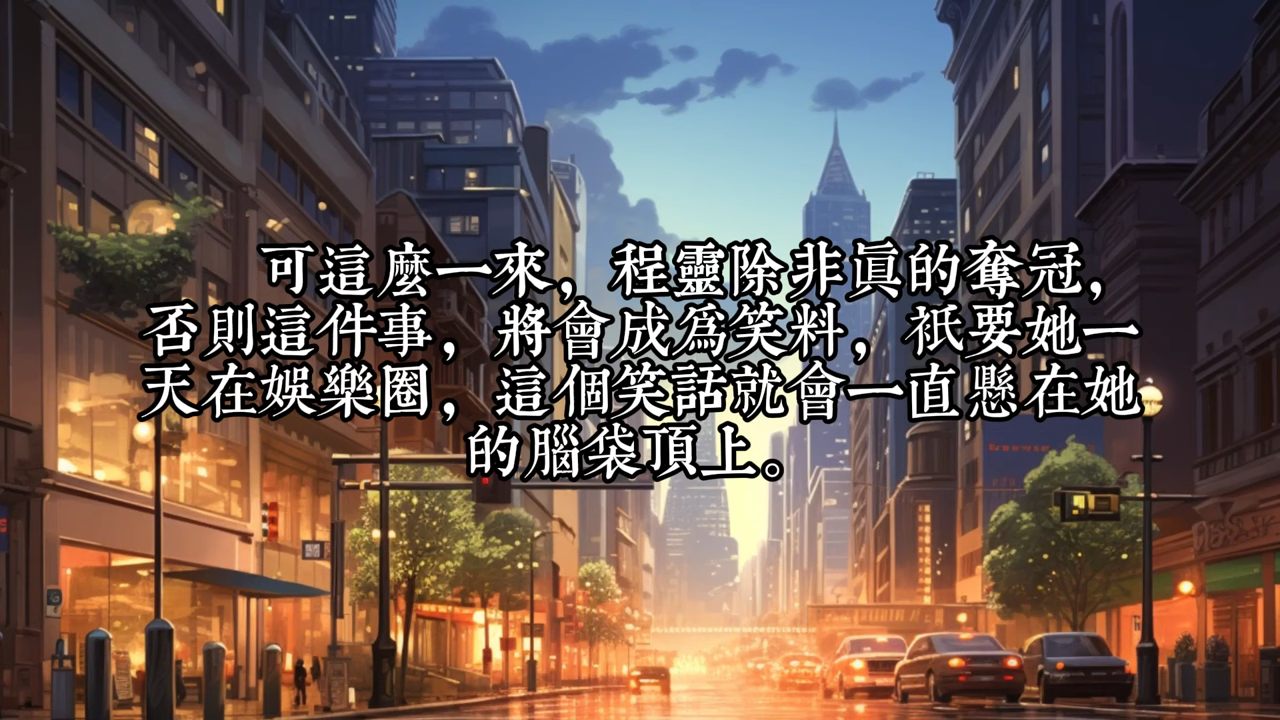 可這麼一來，程靈除非眞的奪冠，
否則這件事，將會成爲笑料，祇要她一
天在娛樂圈，這個笑話就會一直懸在她
的腦袋頂上。